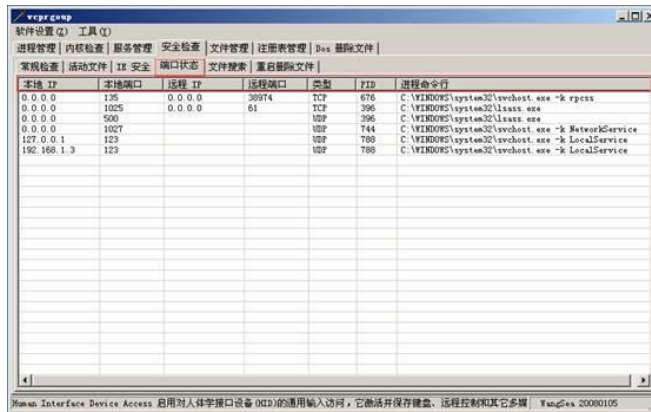 vcprgoup
软件设置(Z) 工具(Y)
进程管理 内核检查 服务管理 安全检查 文件管理 注册表管理 Dos 删除文件
常规检查 活动文件 IE 安全 端口状态 文件搜索 重启删除文件
本地 IP 本地端口 远程 IP 远程端口 类型 PID 进程命令行
0.0.0.0 135 0.0.0.0 38974 TCP 676 C:\WINDOWS\system32\svchost.exe -k rpcss
0.0.0.0 1025 0.0.0.0 61 TCP 396 C:\WINDOWS\system32\lsass.exe
0.0.0.0 500 UDP 396 C:\WINDOWS\system32\lsass.exe
0.0.0.0 1027 UDP 744 C:\WINDOWS\system32\svchost.exe -k NetworkService
127.0.0.1 123 UDP 788 C:\WINDOWS\system32\svchost.exe -k LocalService
192.168.1.3 123 UDP 788 C:\WINDOWS\system32\svchost.exe -k LocalService
Human Interface Device Access 启用对人体学接口设备(HID)的通用输入访问，它激活并保存键盘、远程控制和其它多媒 WangSea 20080105